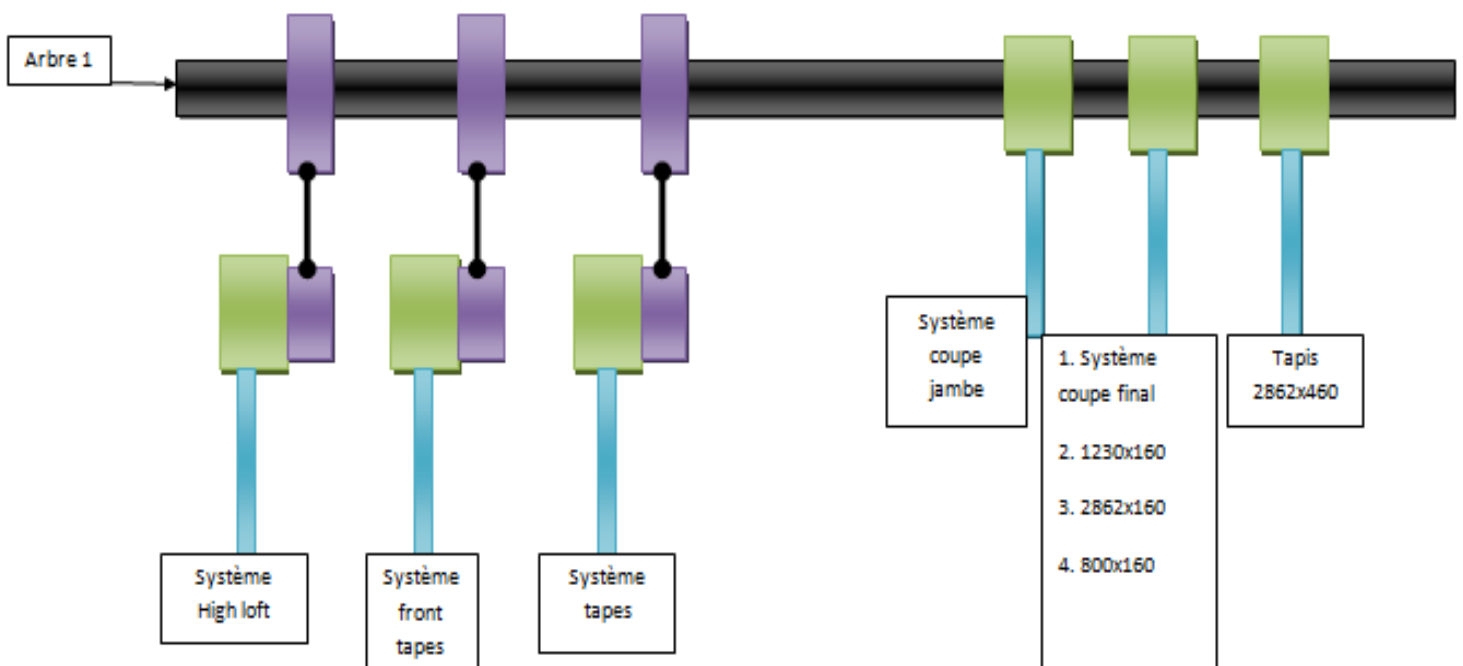 Arbre 1
Système
coupe
jambe
1. Système
coupe final
2. 1230x160
3. 2862x160
4. 800x160
Tapis
2862x460
Système
High loft
Système
front
tapes
Système
tapes